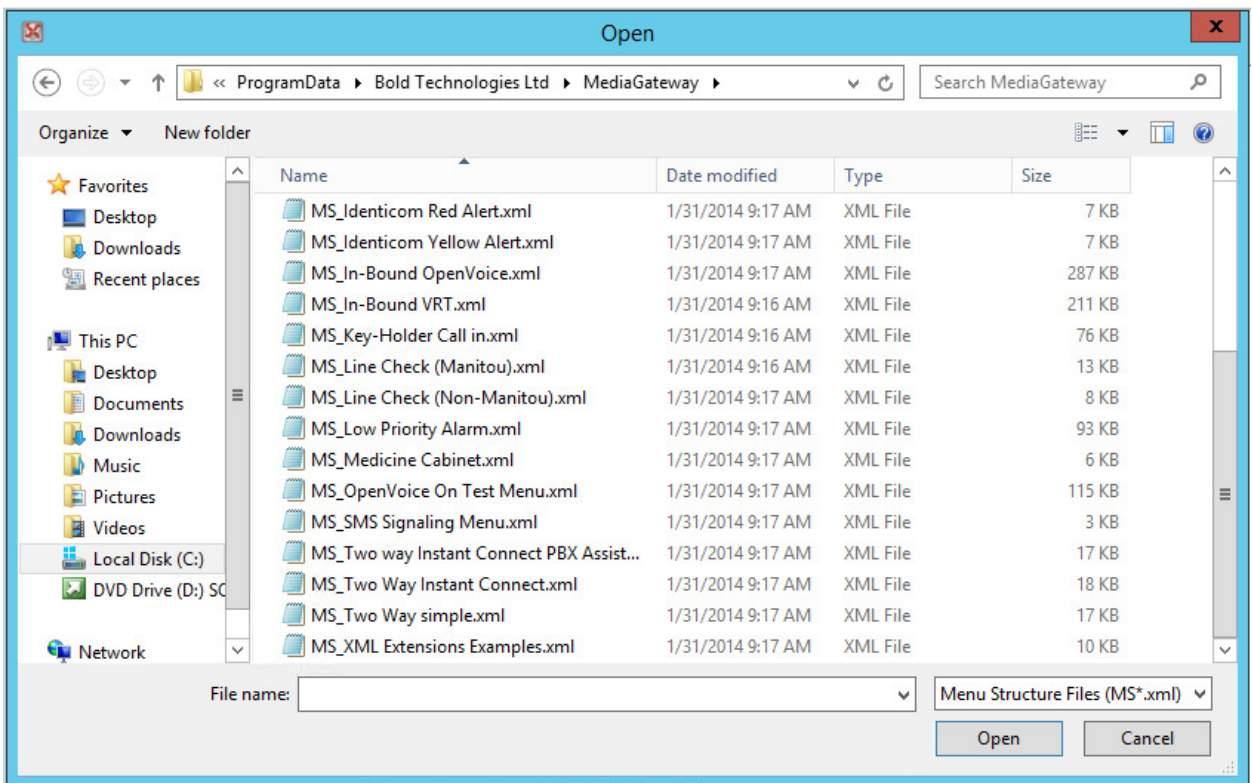 Open
x
« ProgramData Bold Technologies Ltd MediaGateway
Search MediaGateway
Organize New folder
Name Date modified Type Size
Favorites
Desktop
Downloads
Recent places
This PC
Desktop
Documents
Downloads
Music
Pictures
Videos
Local Disk (C:)
DVD Drive (D:) SC
Network
MS_Identicom Red Alert.xml 1/31/2014 9:17 AM XML File 7 KB
MS_Identicom Yellow Alert.xml 1/31/2014 9:17 AM XML File 7 KB
MS_In-Bound OpenVoice.xml 1/31/2014 9:17 AM XML File 287 KB
MS_In-Bound VRT.xml 1/31/2014 9:16 AM XML File 211 KB
MS_Key-Holder Call in.xml 1/31/2014 9:16 AM XML File 76 KB
MS_Line Check (Manitou).xml 1/31/2014 9:16 AM XML File 13 KB
MS_Line Check (Non-Manitou).xml 1/31/2014 9:17 AM XML File 8 KB
MS_Low Priority Alarm.xml 1/31/2014 9:17 AM XML File 93 KB
MS_Medicine Cabinet.xml 1/31/2014 9:17 AM XML File 6 KB
MS_OpenVoice On Test Menu.xml 1/31/2014 9:17 AM XML File 115 KB
MS_SMS Signaling Menu.xml 1/31/2014 9:17 AM XML File 3 KB
MS_Two way Instant Connect PBX Assist... 1/31/2014 9:17 AM XML File 17 KB
MS_Two Way Instant Connect.xml 1/31/2014 9:17 AM XML File 18 KB
MS_Two Way simple.xml 1/31/2014 9:17 AM XML File 17 KB
MS_XML Extensions Examples.xml 1/31/2014 9:17 AM XML File 10 KB
File name: Menu Structure Files (MS*.xml)
Open Cancel